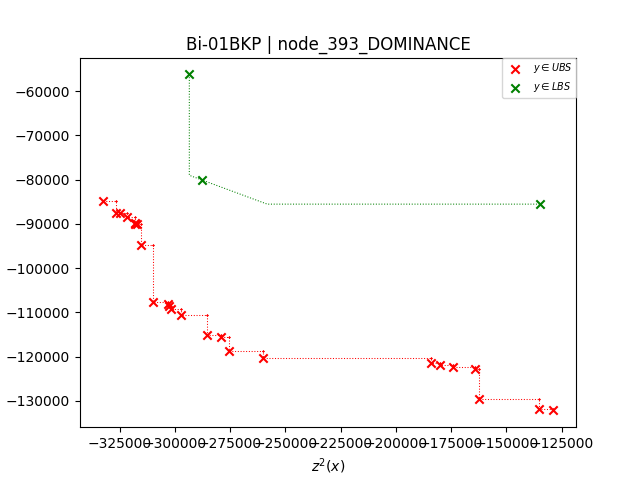 Bi-01BKP | node_393_DOMINANCE
y ∈ UBS
y ∈ LBS
−60000
−70000
−80000
−90000
−100000
−110000
−120000
−130000
−325000 −300000 −275000 −250000 −225000 −200000 −175000 −150000 −125000
z²(x)